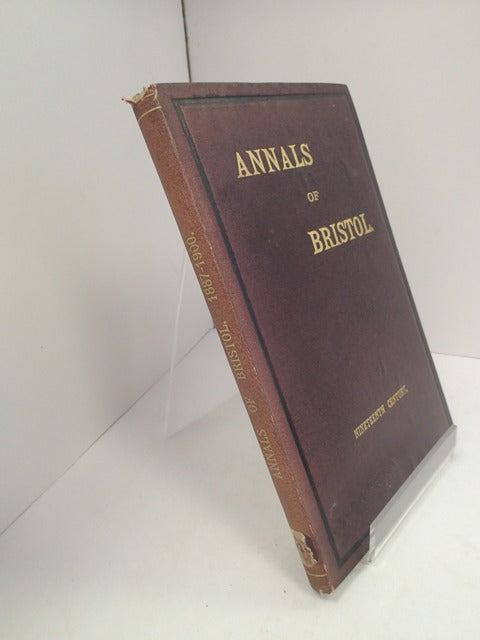 ANNALS
OF
BRISTOL.
NINETEENTH CENTURY.
ANNALS OF BRISTOL. 1887-1900.